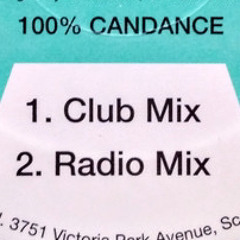 100% CANDANCE
1. Club Mix
2. Radio Mix
3751 Victoria Park Avenue,